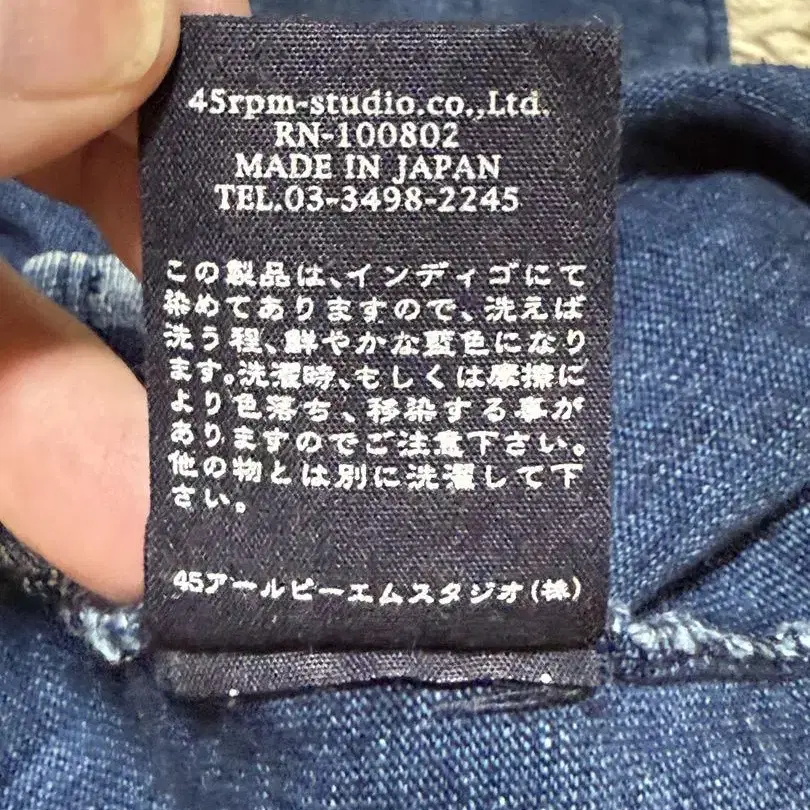 45rpm-studio.co.,Ltd.
RN-100802
MADE IN JAPAN
TEL.03-3498-2245
この製品は、インディゴにて
染めてありますので、洗えば
洗う程、鮮やかな藍色になり
ます。洗濯時、もしくは摩擦に
より色落ち、移染する事が
ありますのでご注意下さい。
他の物とは別に洗濯して下
さい。
45アールピーエムスタジオ(株)